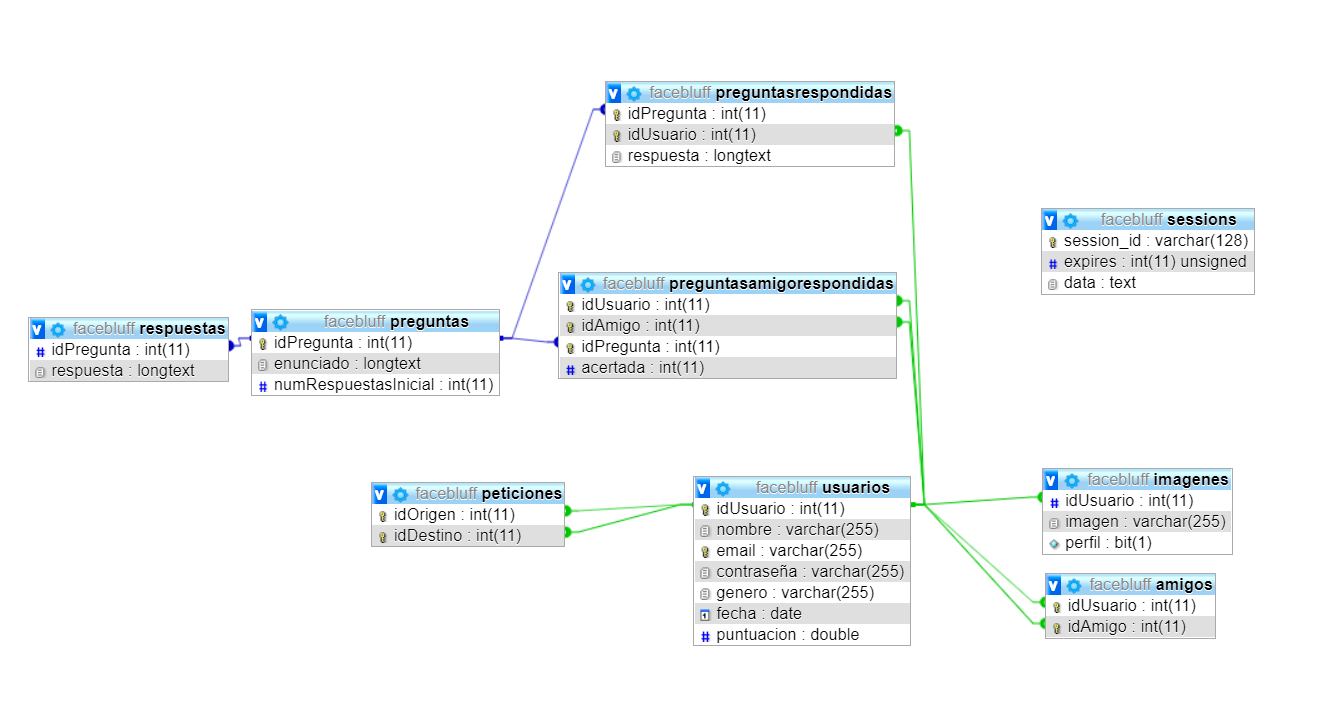 facebluff preguntasrespondidas
idPregunta : int(11)
idUsuario : int(11)
respuesta : longtext
facebluff sessions
session_id : varchar(128)
expires : int(11) unsigned
data : text
facebluff preguntasamigorespondidas
idUsuario : int(11)
idAmigo : int(11)
idPregunta : int(11)
acertada : int(11)
facebluff respuestas
idPregunta : int(11)
respuesta : longtext
facebluff preguntas
idPregunta : int(11)
enunciado : longtext
numRespuestasInicial : int(11)
facebluff peticiones
idOrigen : int(11)
idDestino : int(11)
facebluff usuarios
idUsuario : int(11)
nombre : varchar(255)
email : varchar(255)
contraseña : varchar(255)
genero : varchar(255)
fecha : date
puntuacion : double
facebluff imagenes
idUsuario : int(11)
imagen : varchar(255)
perfil : bit(1)
facebluff amigos
idUsuario : int(11)
idAmigo : int(11)